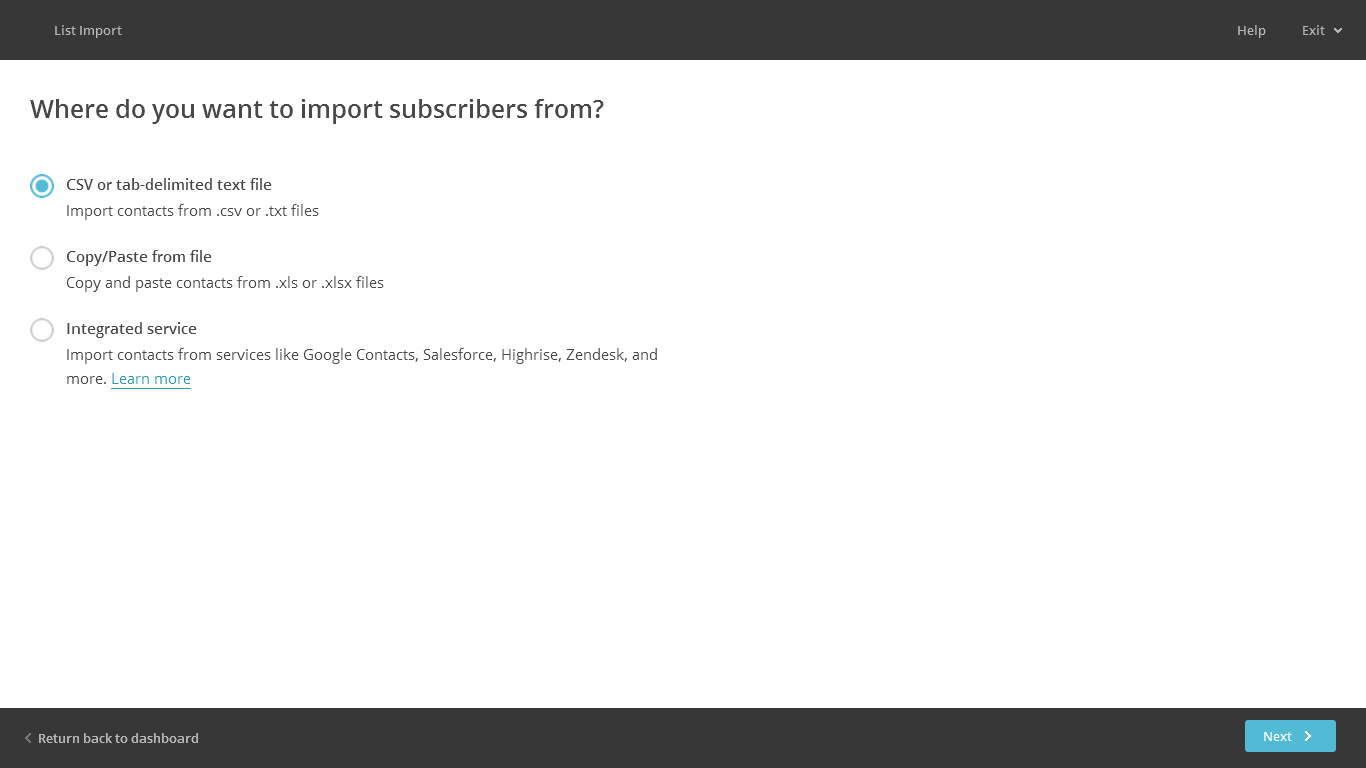 List Import
Help
Exit
Where do you want to import subscribers from?
CSV or tab-delimited text file
Import contacts from .csv or .txt files
Copy/Paste from file
Copy and paste contacts from .xls or .xlsx files
Integrated service
Import contacts from services like Google Contacts, Salesforce, Highrise, Zendesk, and
more. Learn more
Return back to dashboard
Next